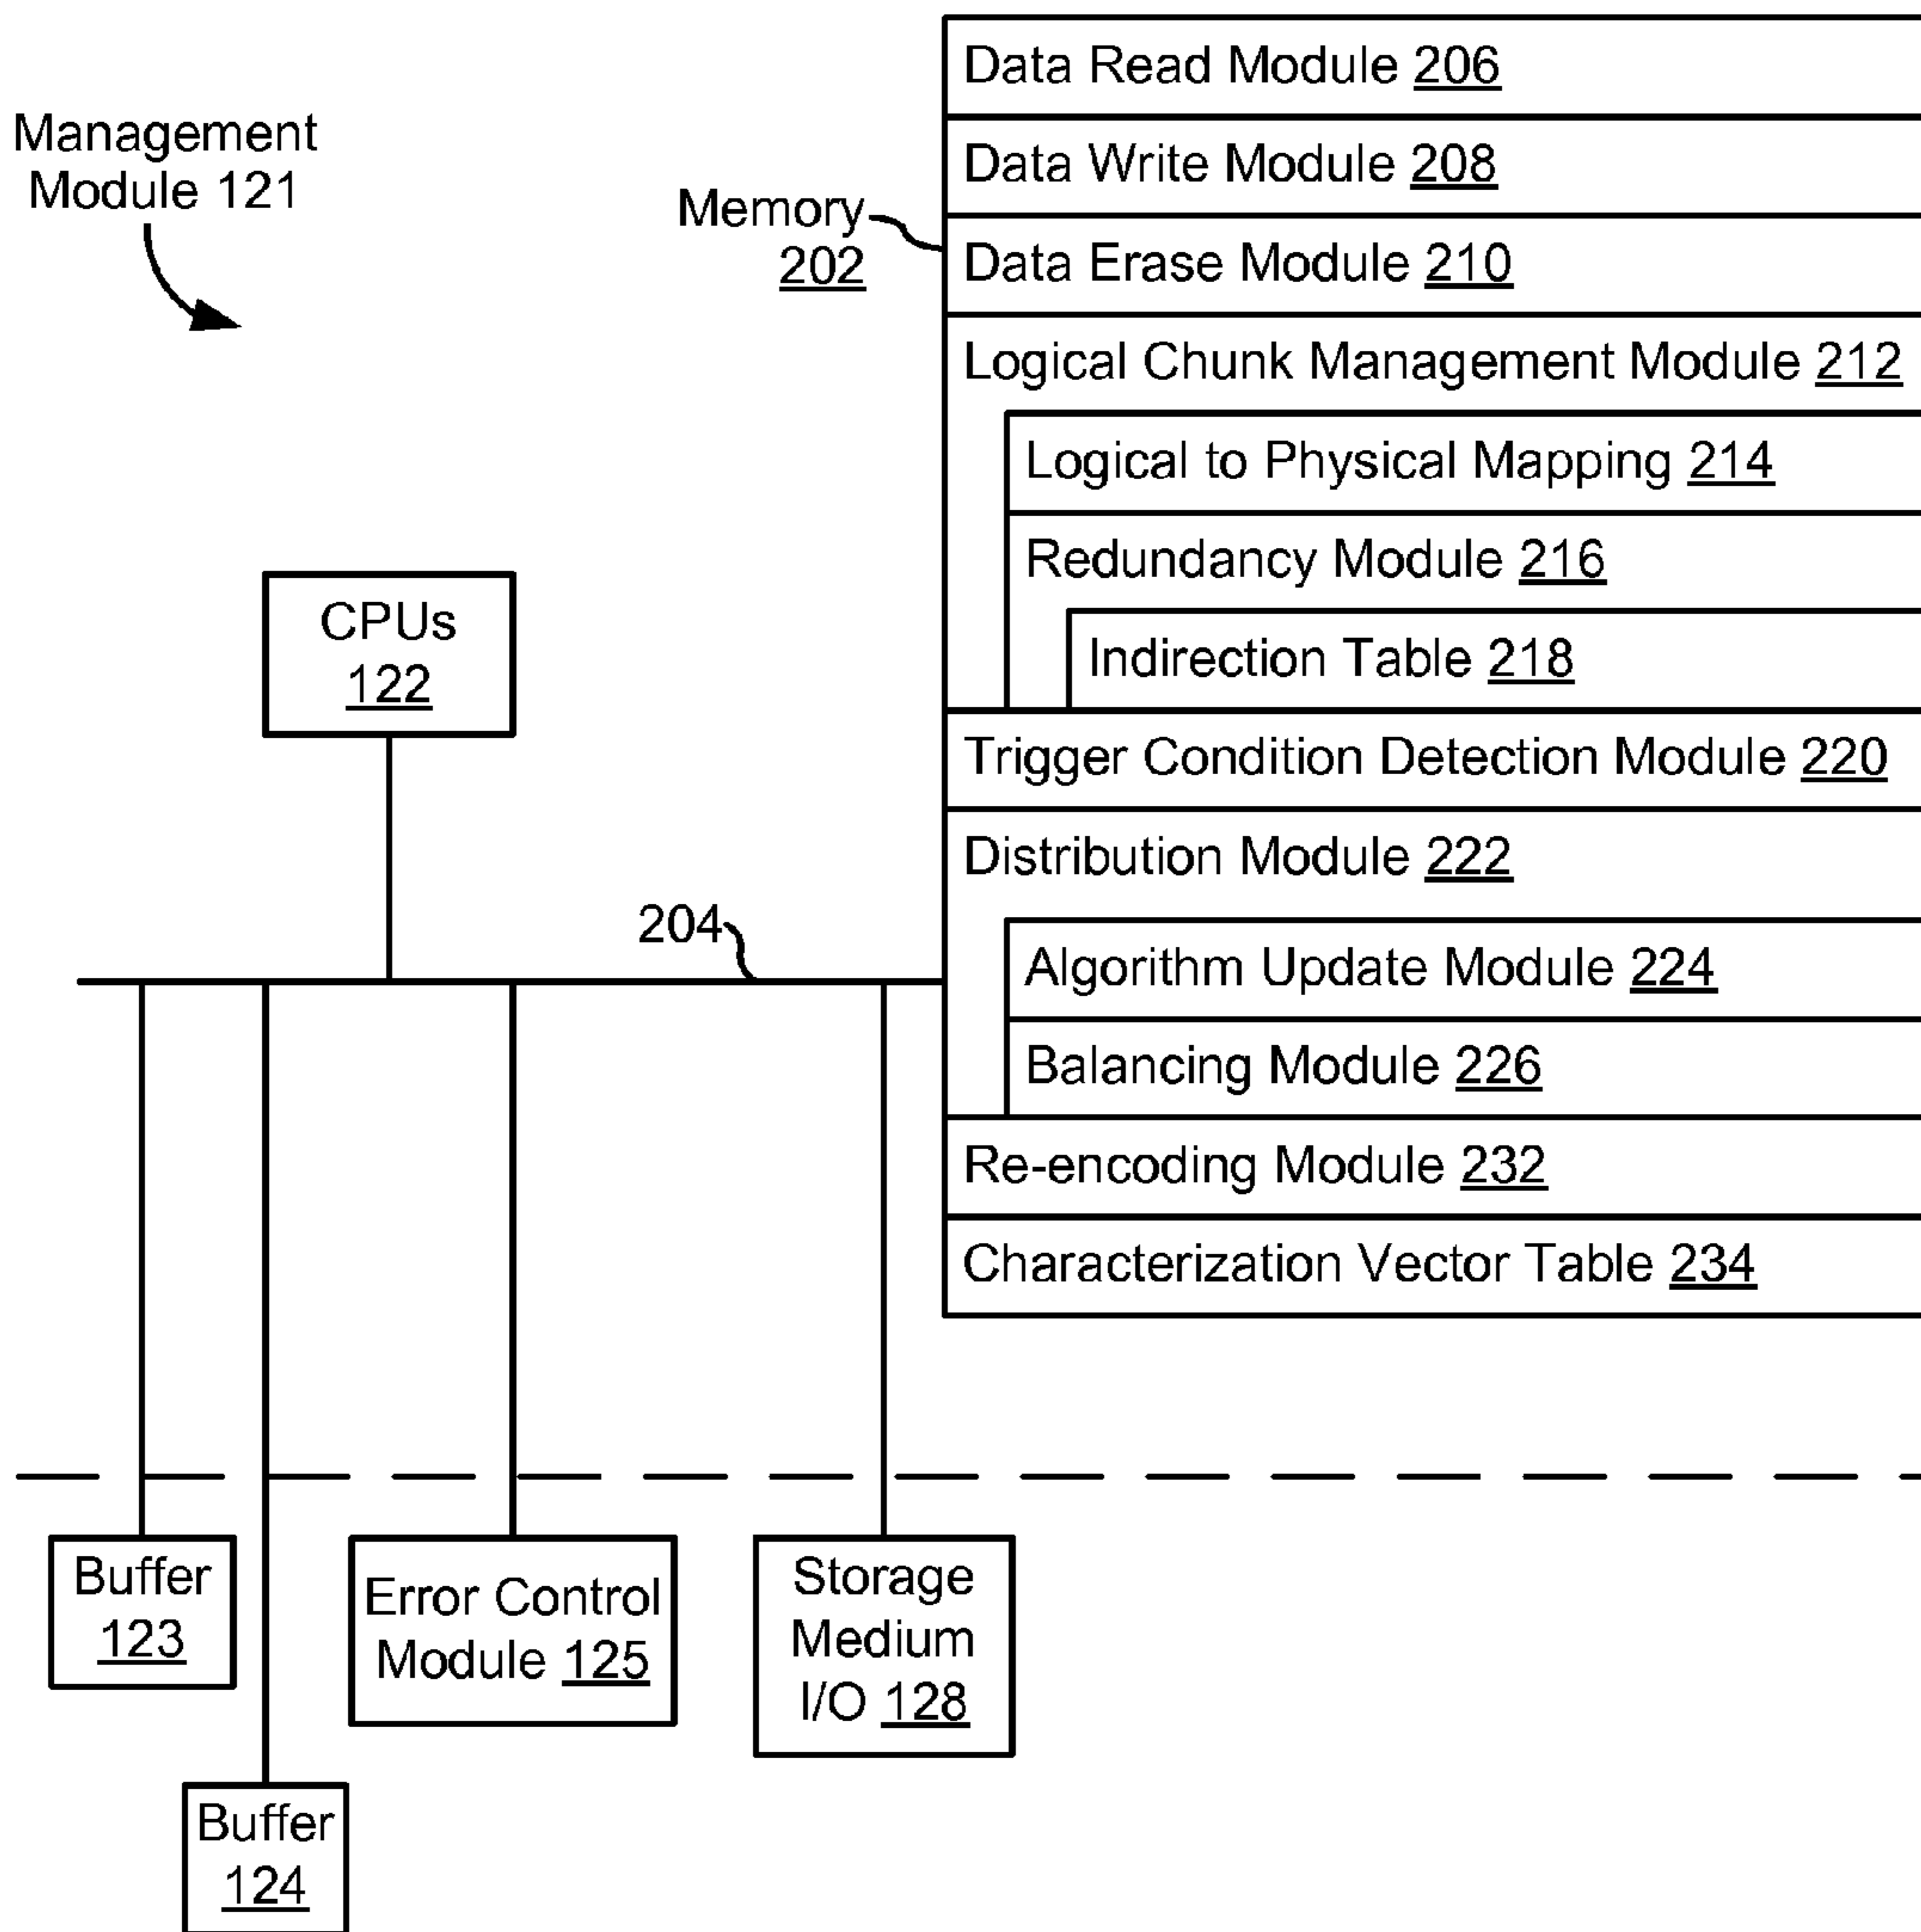 Management
Module 121
Memory
202
Data Read Module 206
Data Write Module 208
Data Erase Module 210
Logical Chunk Management Module 212
Logical to Physical Mapping 214
Redundancy Module 216
Indirection Table 218
Trigger Condition Detection Module 220
Distribution Module 222
Algorithm Update Module 224
Balancing Module 226
Re-encoding Module 232
Characterization Vector Table 234
CPUs
122
204
Buffer
123
Buffer
124
Error Control
Module 125
Storage
Medium
I/O 128